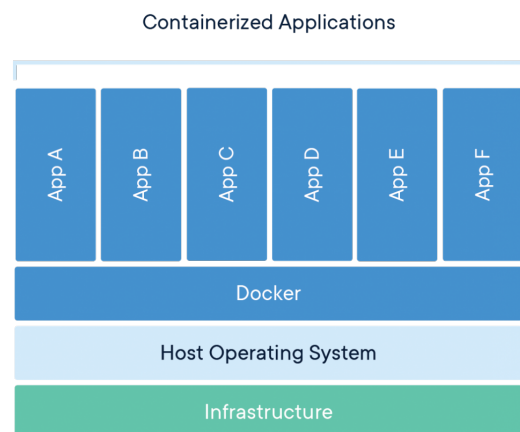 Containerized Applications
App A
App B
App C
App D
App E
App F
Docker
Host Operating System
Infrastructure